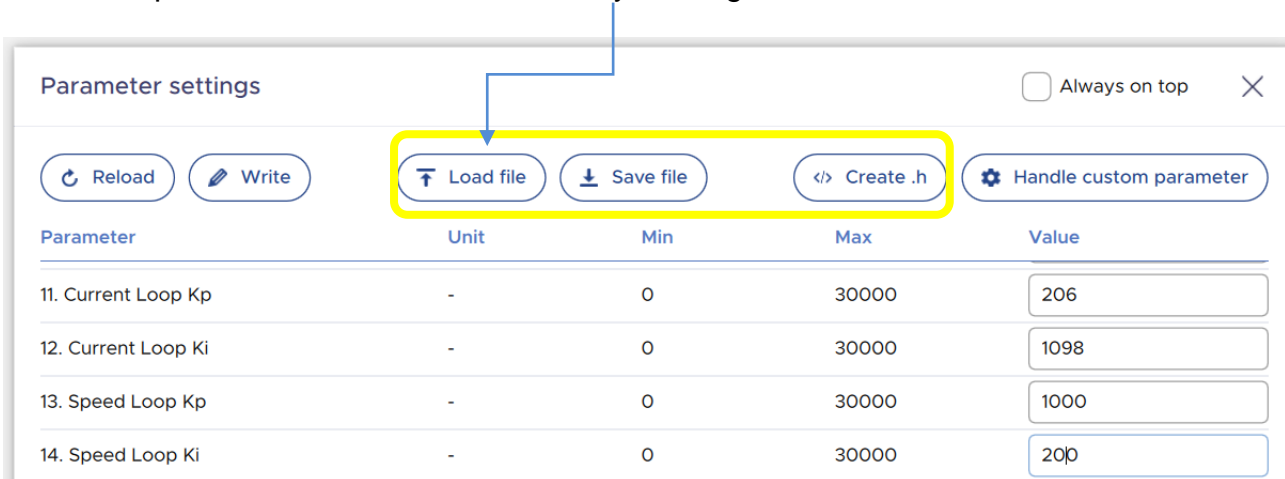 Parameter settings
Always on top
Reload Write Load file Save file </> Create .h Handle custom parameter
Parameter Unit Min Max Value
11. Current Loop Kp - 0 30000 206
12. Current Loop Ki - 0 30000 1098
13. Speed Loop Kp - 0 30000 1000
14. Speed Loop Ki - 0 30000 200